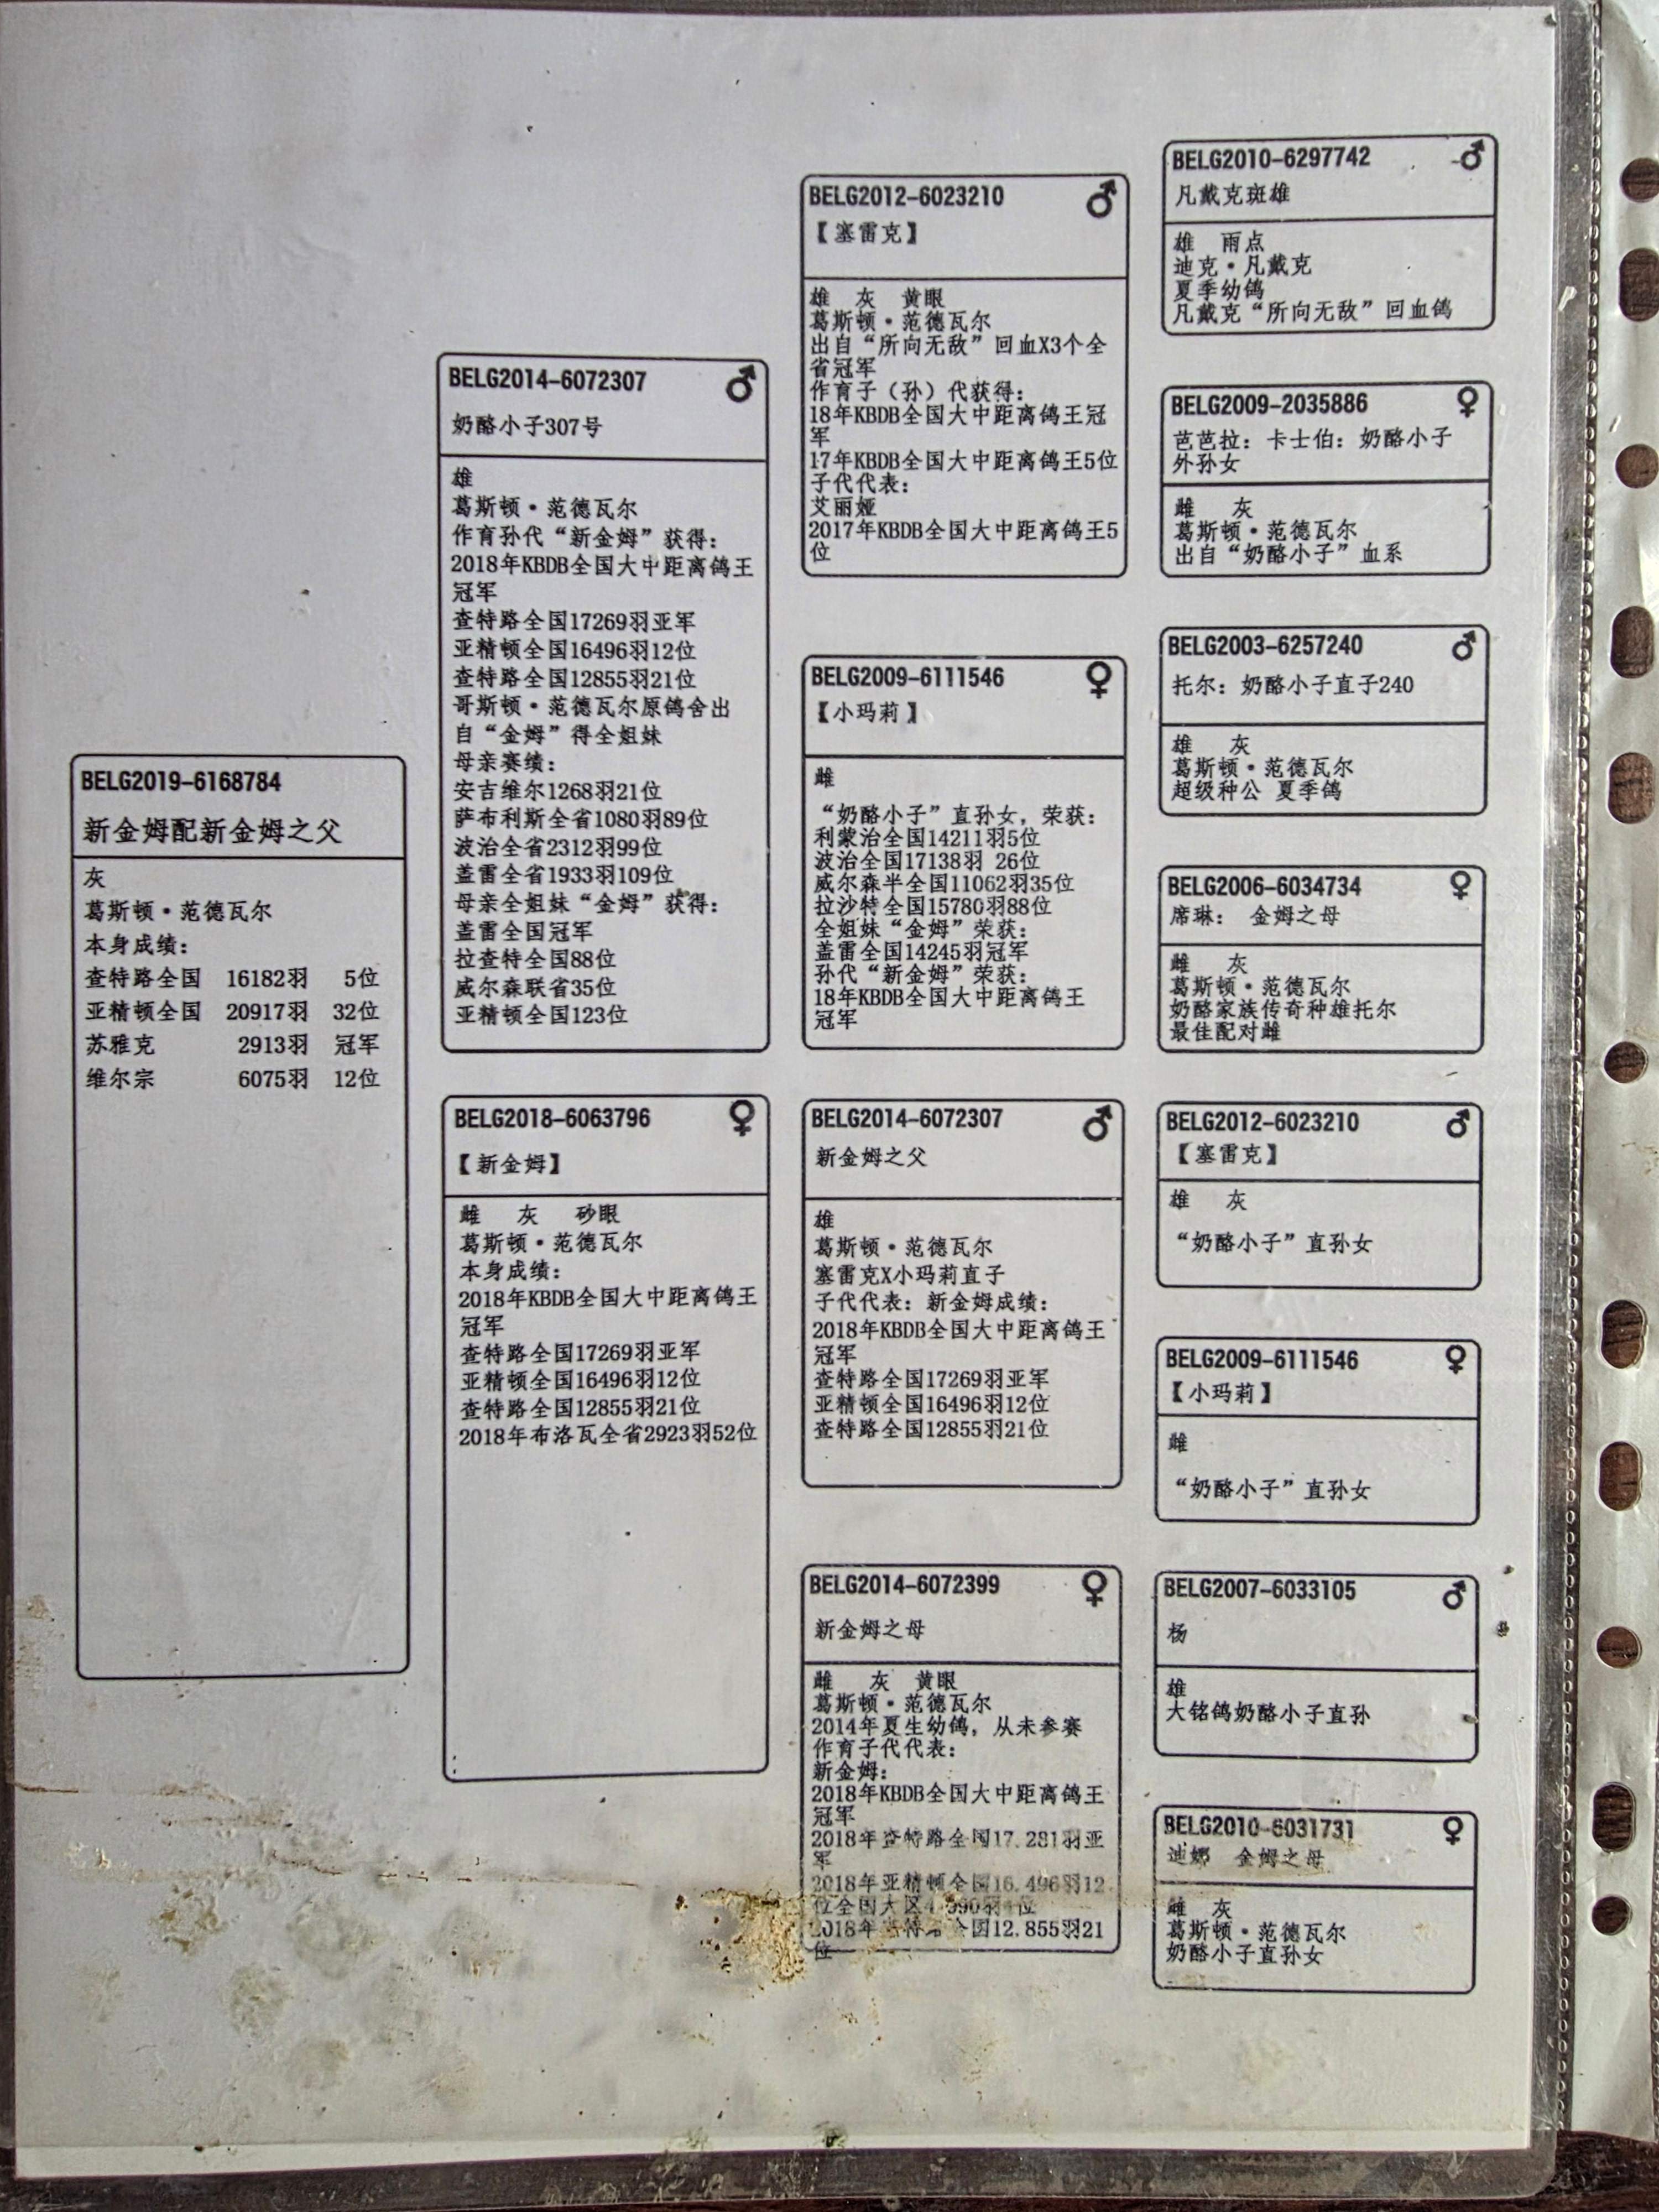 BELG2019-6168784
新金姆配新金姆之父
灰
葛斯顿·范德瓦尔
本身成绩:
查特路全国 16182羽 5位
亚精顿全国 20917羽 32位
苏雅克 2913羽 冠军
维尔宗 6075羽 12位
BELG2014-6072307 ♂
奶酪小子307号
雄
葛斯顿·范德瓦尔
作育孙代“新金姆”获得:
2018年KBDB全国大中距离鸽王
冠军
查特路全国17269羽亚军
亚精顿全国16496羽12位
查特路全国12855羽21位
哥斯顿·范德瓦尔原鸽舍出
自“金姆”得全姐妹
母亲赛绩:
安吉维尔1268羽21位
萨布利斯全省1080羽89位
波治全省2312羽99位
盖雷全省1933羽109位
母亲全姐妹“金姆”获得:
盖雷全国冠军
拉查特全国88位
威尔森联省35位
亚精顿全国123位
BELG2018-6063796 ♀
【新金姆】
雌 灰 砂眼
葛斯顿·范德瓦尔
本身成绩:
2018年KBDB全国大中距离鸽王
冠军
查特路全国17269羽亚军
亚精顿全国16496羽12位
查特路全国12855羽21位
2018年布洛瓦全省2923羽52位
BELG2012-6023210 ♂
【塞雷克】
雄 灰 黄眼
葛斯顿·范德瓦尔
出自“所向无敌”回血X3个全
省冠军
作育子（孙）代获得:
18年KBDB全国大中距离鸽王冠
军
17年KBDB全国大中距离鸽王5位
子代代表:
艾丽娅
2017年KBDB全国大中距离鸽王5
位
BELG2009-6111546 ♀
【小玛莉】
雌
“奶酪小子”直孙女，荣获:
利蒙治全国14211羽5位
波治全国17138羽 26位
威尔森半全国11062羽35位
拉沙特全国15780羽88位
全姐妹“金姆”荣获:
盖雷全国14245羽冠军
孙代“新金姆”荣获:
18年KBDB全国大中距离鸽王
冠军
BELG2014-6072307 ♂
新金姆之父
雄
葛斯顿·范德瓦尔
塞雷克X小玛莉直子
子代代表: 新金姆成绩:
2018年KBDB全国大中距离鸽王
冠军
查特路全国17269羽亚军
亚精顿全国16496羽12位
查特路全国12855羽21位
BELG2014-6072399 ♀
新金姆之母
雌 灰 黄眼
葛斯顿·范德瓦尔
2014年夏生幼鸽，从未参赛
作育子代代表:
新金姆:
2018年KBDB全国大中距离鸽王
冠军
2018年查特路全国17.281羽亚
军
2018年亚精顿全国16.496羽12
位全国大区
2018年 全国12.855羽21
位
BELG2010-6297742 ♂
凡戴克斑雄
雄 雨点
迪克·凡戴克
夏季幼鸽
凡戴克“所向无敌”回血鸽
BELG2009-2035886 ♀
芭芭拉: 卡士伯: 奶酪小子
外孙女
雌 灰
葛斯顿·范德瓦尔
出自“奶酪小子”血系
BELG2003-6257240 ♂
托尔: 奶酪小子直子240
雄 灰
葛斯顿·范德瓦尔
超级种公 夏季鸽
BELG2006-6034734 ♀
席琳: 金姆之母
雌 灰
葛斯顿·范德瓦尔
奶酪家族传奇种雄托尔
最佳配对雌
BELG2012-6023210 ♂
【塞雷克】
雄 灰
“奶酪小子”直孙女
BELG2009-6111546 ♀
【小玛莉】
雌
“奶酪小子”直孙女
BELG2007-6033105 ♂
杨
雄
大铭鸽奶酪小子直孙
BELG2010-6031731 ♀
迪娜 金姆之母
雌 灰
葛斯顿·范德瓦尔
奶酪小子直孙女